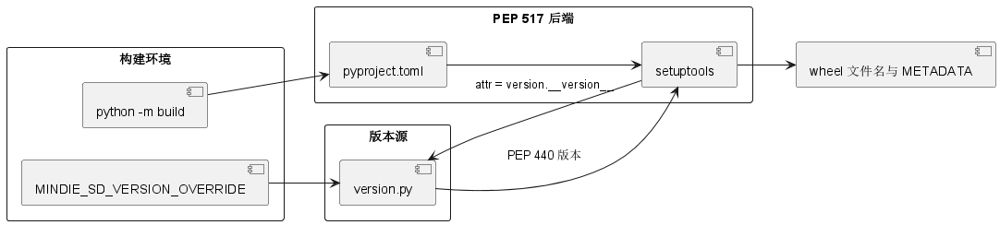 PEP 517 后端
构建环境
pyproject.toml
setuptools
wheel 文件名与 METADATA
attr = version.__version__
python -m build
版本源
PEP 440 版本
MINDIE_SD_VERSION_OVERRIDE
version.py